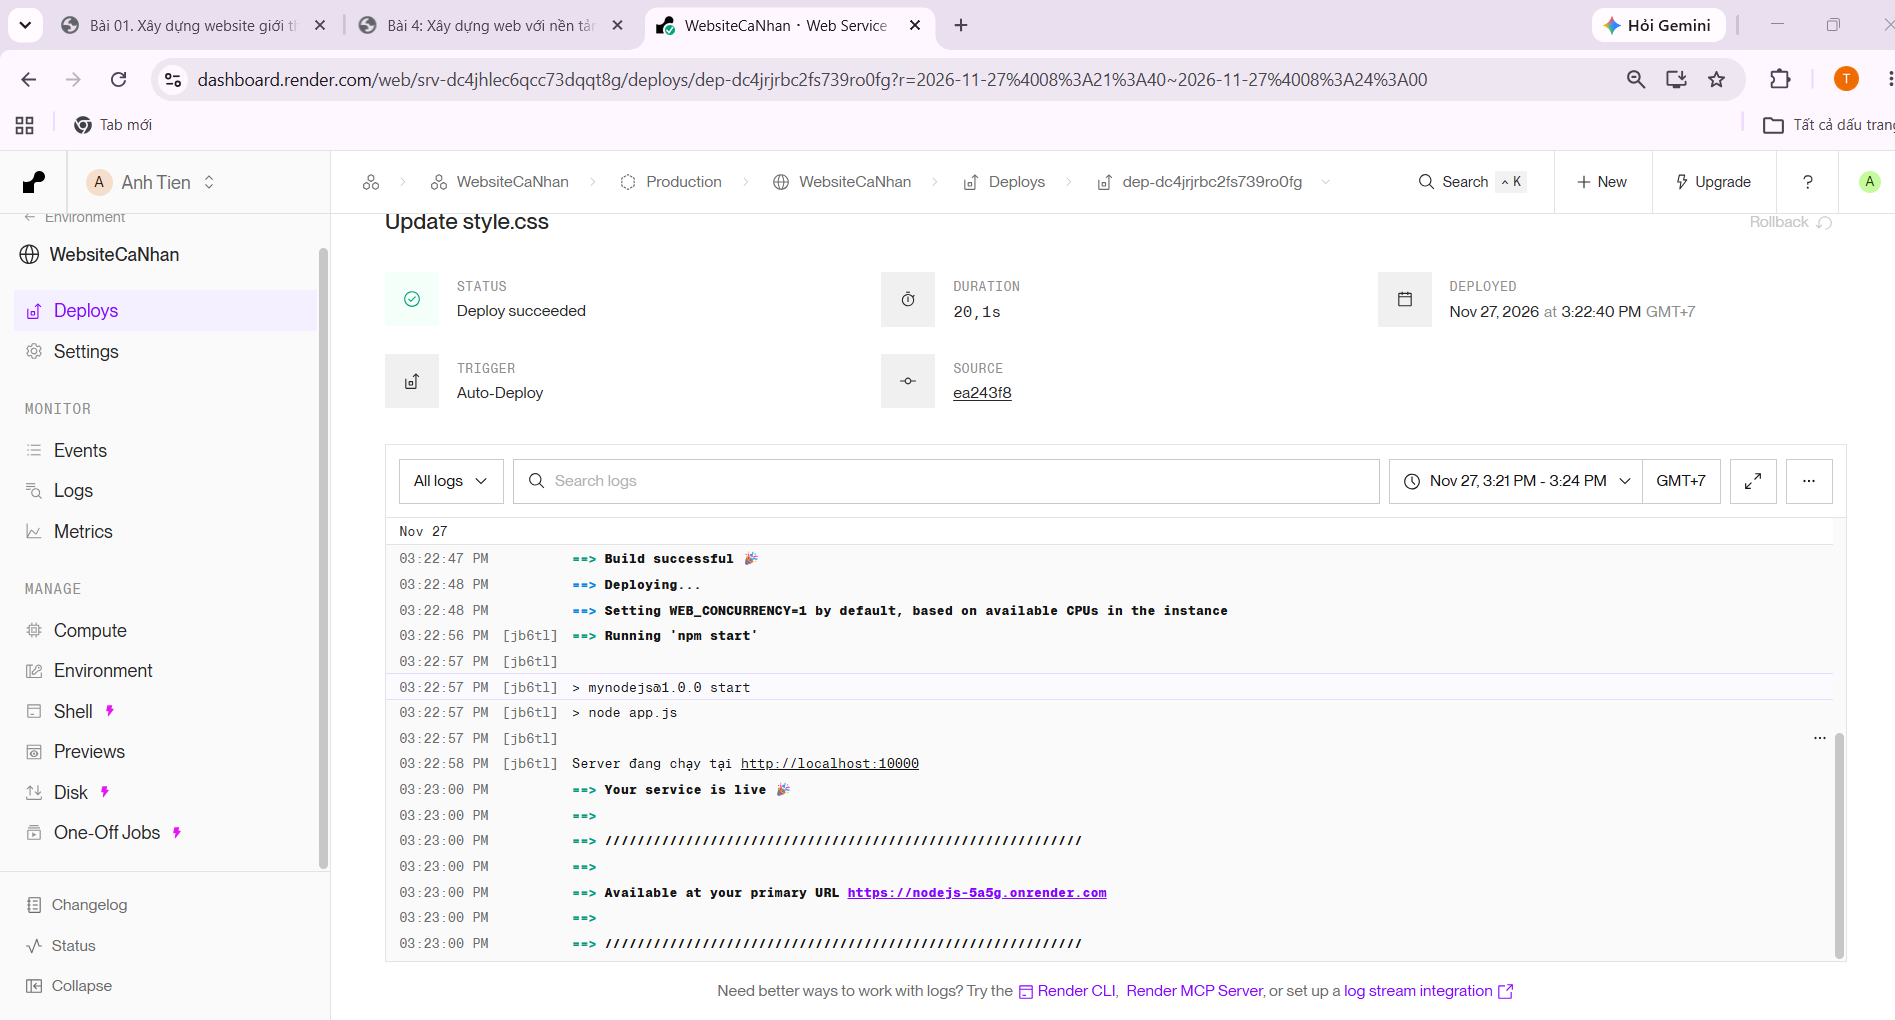 Bài 01. Xây dựng website giới th
Bài 4: Xây dựng web với nền tản
WebsiteCaNhan · Web Service
Hỏi Gemini
dashboard.render.com/web/srv-dc4jhlec6qcc73dqqt8g/deploys/dep-dc4jrjrbc2fs739ro0fg?r=2026-11-27%4008%3A21%3A40~2026-11-27%4008%3A24%3A00
T
Tab mới
Tất cả dấu trang
A Anh Tien
WebsiteCaNhan
Production
WebsiteCaNhan
Deploys
dep-dc4jrjrbc2fs739ro0fg
Search ^ K
+ New
Upgrade
?
A
← Environment
WebsiteCaNhan
Deploys
Settings
MONITOR
Events
Logs
Metrics
MANAGE
Compute
Environment
Shell
Previews
Disk
One-Off Jobs
Changelog
Status
Collapse
Update style.css
Rollback
STATUS
Deploy succeeded
DURATION
20,1s
DEPLOYED
Nov 27, 2026 at 3:22:40 PM GMT+7
TRIGGER
Auto-Deploy
SOURCE
ea243f8
All logs
Search logs
Nov 27, 3:21 PM - 3:24 PM
GMT+7
...
Nov 27
03:22:47 PM ==> Build successful 🎉
03:22:48 PM ==> Deploying...
03:22:48 PM ==> Setting WEB_CONCURRENCY=1 by default, based on available CPUs in the instance
03:22:56 PM [jb6tl] ==> Running 'npm start'
03:22:57 PM [jb6tl]
03:22:57 PM [jb6tl] > mynodejs@1.0.0 start
03:22:57 PM [jb6tl] > node app.js
03:22:57 PM [jb6tl]
...
03:22:58 PM [jb6tl] Server đang chạy tại http://localhost:10000
03:23:00 PM ==> Your service is live 🎉
03:23:00 PM ==>
03:23:00 PM ==> ///////////////////////////////////////////////////////////
03:23:00 PM ==>
03:23:00 PM ==> Available at your primary URL https://nodejs-5a5g.onrender.com
03:23:00 PM ==>
03:23:00 PM ==> ///////////////////////////////////////////////////////////
Need better ways to work with logs? Try the Render CLI, Render MCP Server, or set up a log stream integration